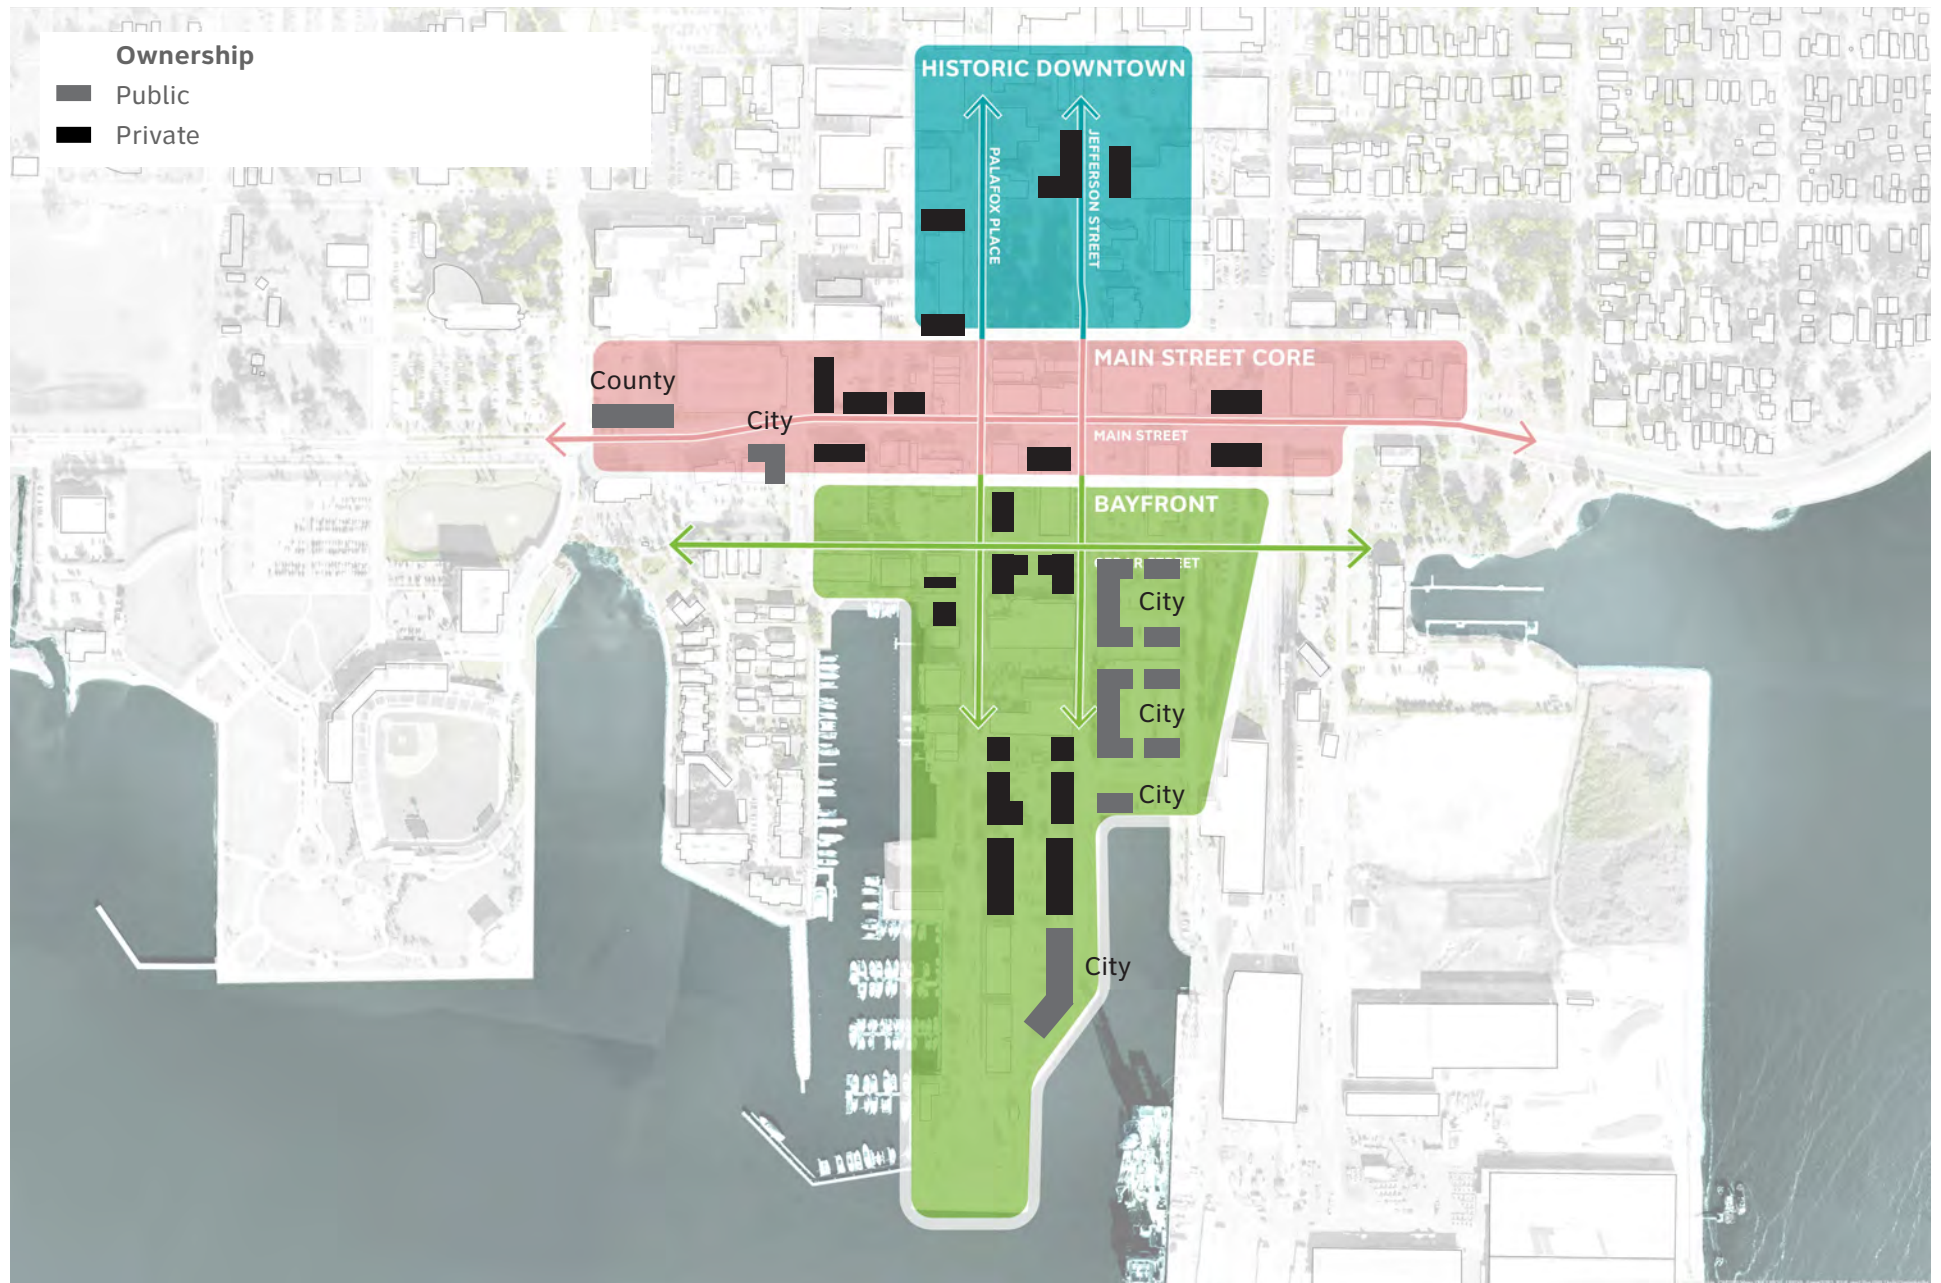 Ownership
Public
Private
HISTORIC DOWNTOWN
PALAFOX PLACE
JEFFERSON STREET
MAIN STREET CORE
County
City
MAIN STREET
BAYFRONT
City
City
City
City